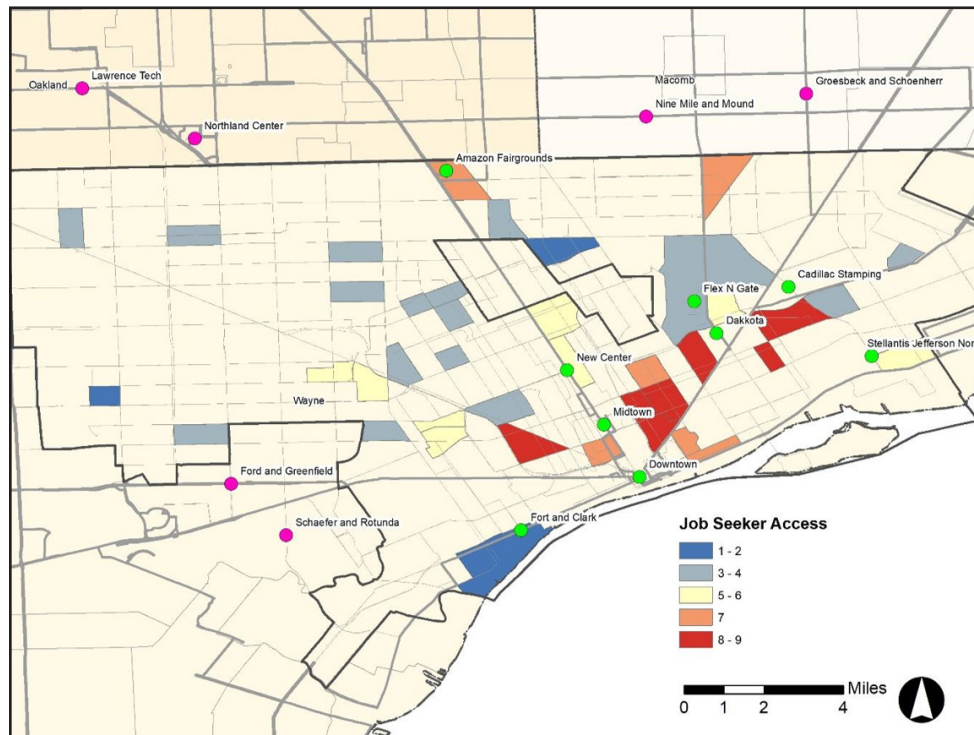 Lawrence Tech
Oakland
Northland Center
Macomb
Groesbeck and Schoenherr
Nine Mile and Mound
Amazon Fairgrounds
Cadillac Stamping
Flex N Gate
Dakkota
Stellantis Jefferson Nor
New Center
Wayne
Midtown
Downtown
Ford and Greenfield
Schaefer and Rotunda
Fort and Clark
Job Seeker Access
1 - 2
3 - 4
5 - 6
7
8 - 9
Miles
0 1 2 4